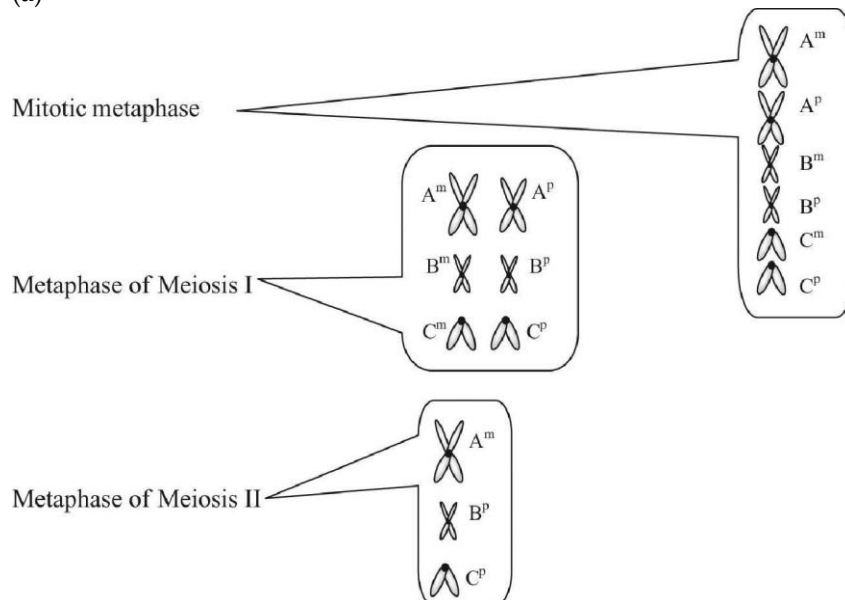 (a)
Mitotic metaphase
A^m
A^p
B^m
B^p
C^m
C^p
Metaphase of Meiosis I
A^m A^p
B^m B^p
C^m C^p
Metaphase of Meiosis II
A^m
B^p
C^p